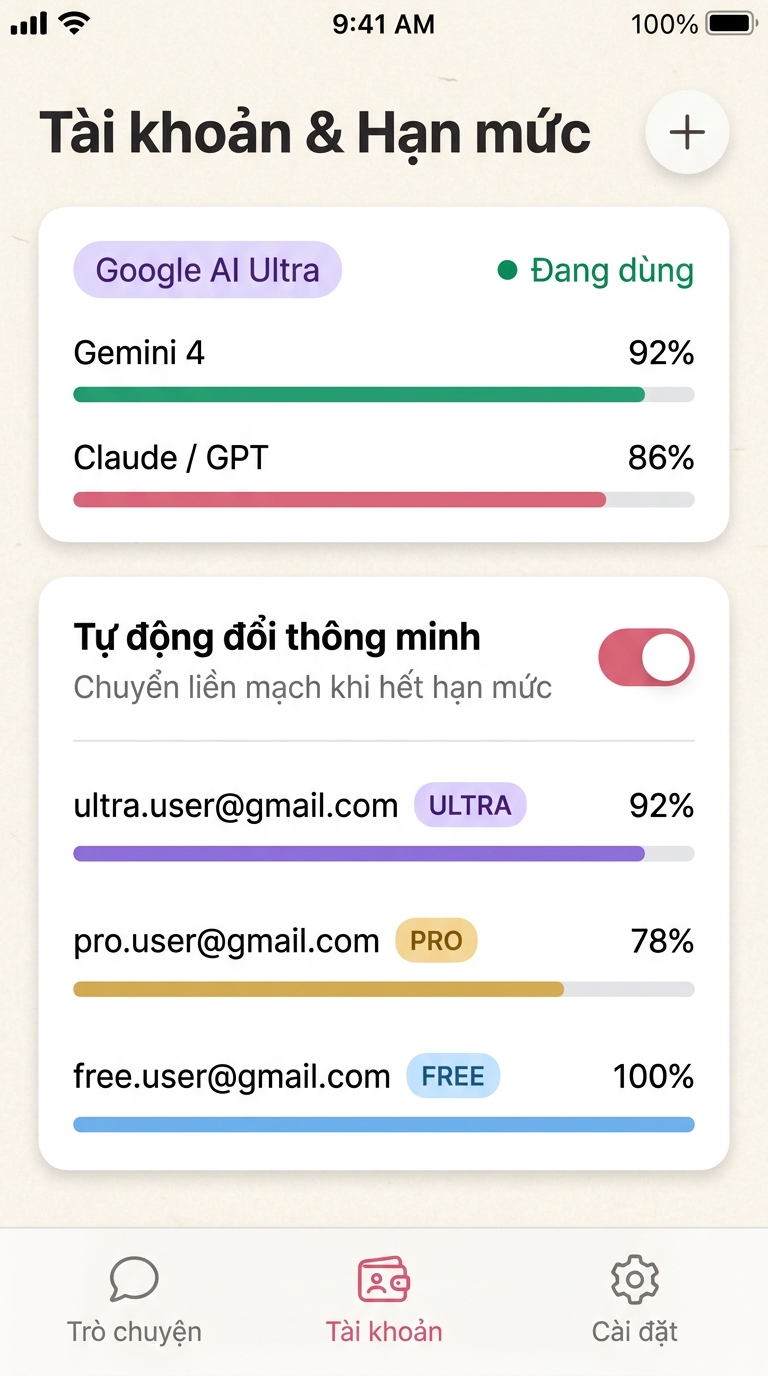 9:41 AM
100%
Tài khoản & Hạn mức
Google AI Ultra
Đang dùng
Gemini 4
92%
Claude / GPT
86%
Tự động đổi thông minh
Chuyển liền mạch khi hết hạn mức
ultra.user@gmail.com ULTRA 92%
pro.user@gmail.com PRO 78%
free.user@gmail.com FREE 100%
Trò chuyện
Tài khoản
Cài đặt